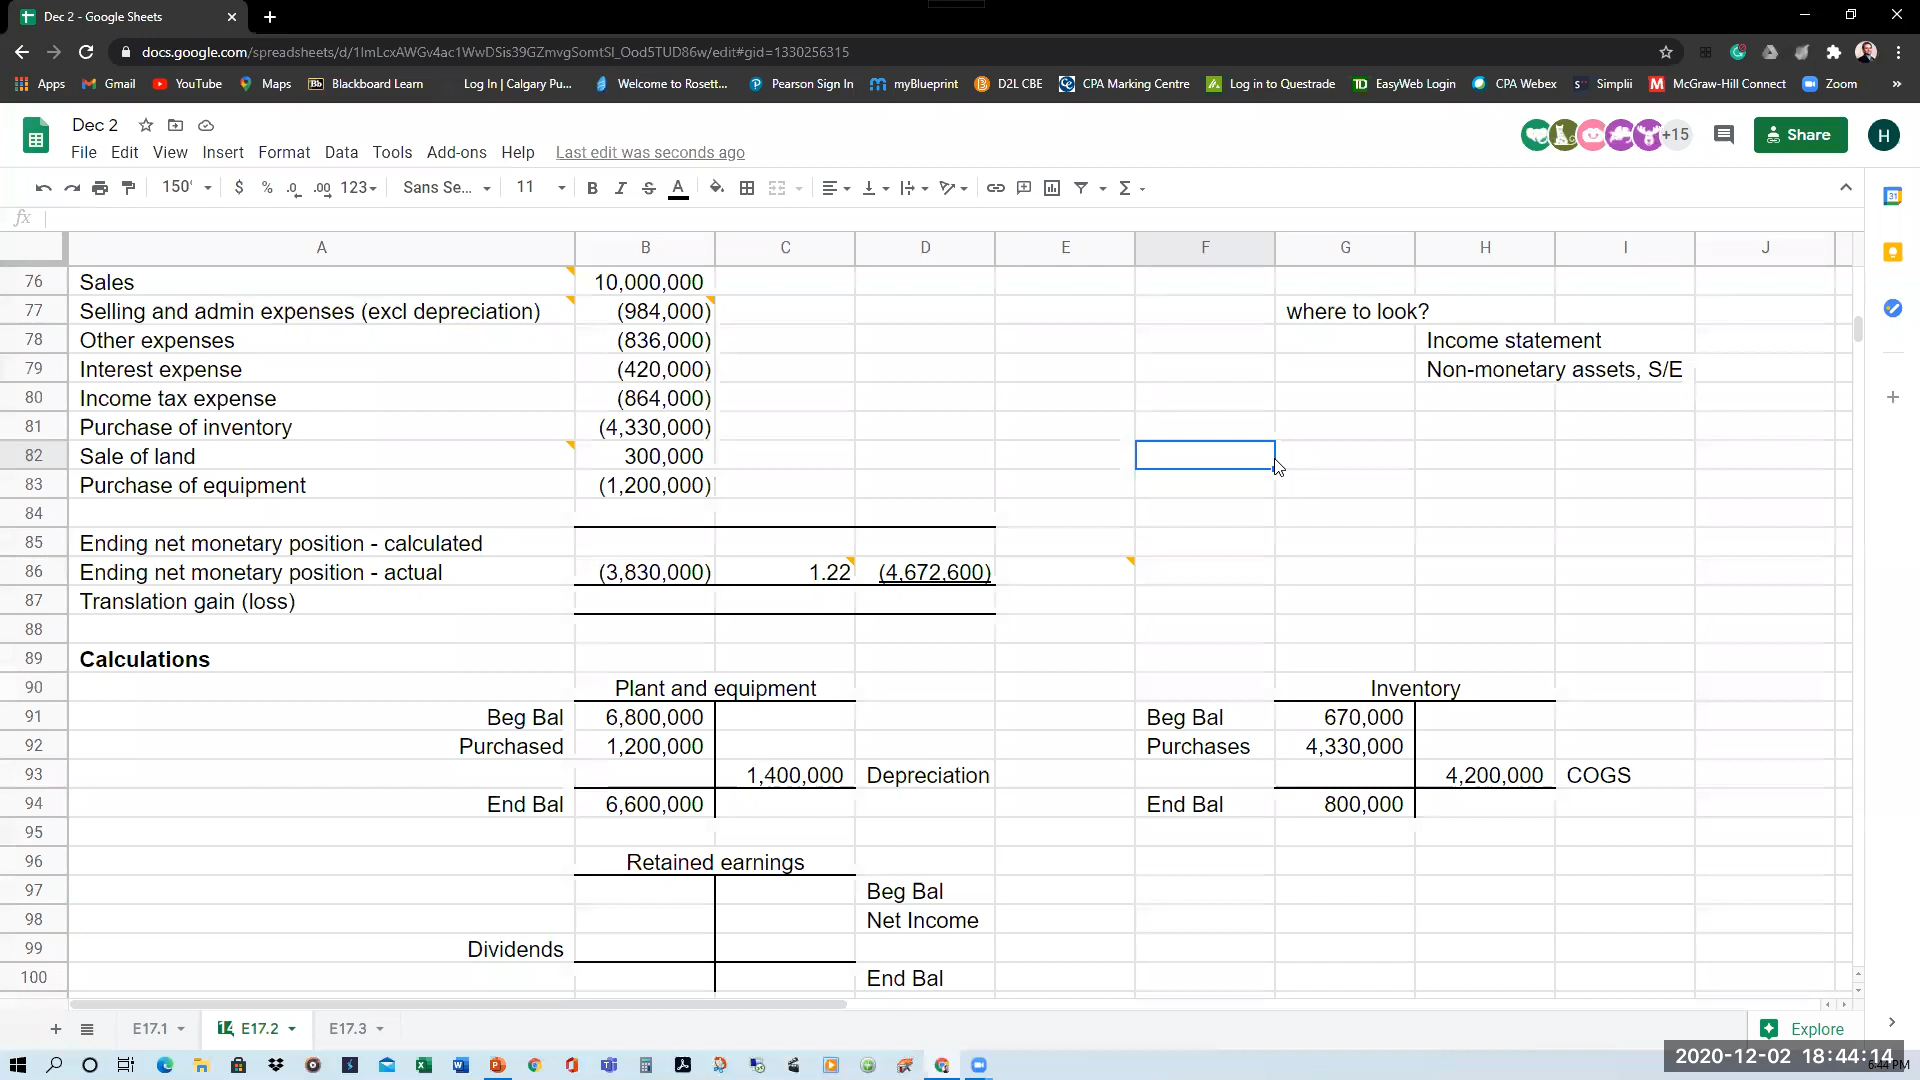 Dec 2 - Google Sheets
docs.google.com/spreadsheets/d/1ImLcxAWGv4ac1WwDSis39GZmvgSomtSl_Ood5TUD86w/edit#gid=1330256315
Apps Gmail YouTube Maps Bb Blackboard Learn Log In | Calgary Pu... Welcome to Rosett... Pearson Sign In myBlueprint D2L CBE CPA Marking Centre Log in to Questrade TD EasyWeb Login CPA Webex Simplii McGraw-Hill Connect Zoom »
Dec 2
+15 Share H
File Edit View Insert Format Data Tools Add-ons Help Last edit was seconds ago
150% $ % .0 .00 123 Sans Se... 11 B I S A
fx
A B C D E F G H I J
76 Sales 10,000,000
77 Selling and admin expenses (excl depreciation) (984,000) where to look?
78 Other expenses (836,000) Income statement
79 Interest expense (420,000) Non-monetary assets, S/E
80 Income tax expense (864,000)
81 Purchase of inventory (4,330,000)
82 Sale of land 300,000
83 Purchase of equipment (1,200,000)
84
85 Ending net monetary position - calculated
86 Ending net monetary position - actual (3,830,000) 1.22 (4,672,600)
87 Translation gain (loss)
88
89 Calculations
90 Plant and equipment Inventory
91 Beg Bal 6,800,000 Beg Bal 670,000
92 Purchased 1,200,000 Purchases 4,330,000
93 1,400,000 Depreciation 4,200,000 COGS
94 End Bal 6,600,000 End Bal 800,000
95
96 Retained earnings
97 Beg Bal
98 Net Income
99 Dividends
100 End Bal
E17.1 E17.2 E17.3 Explore
2020-12-02 18:44:14